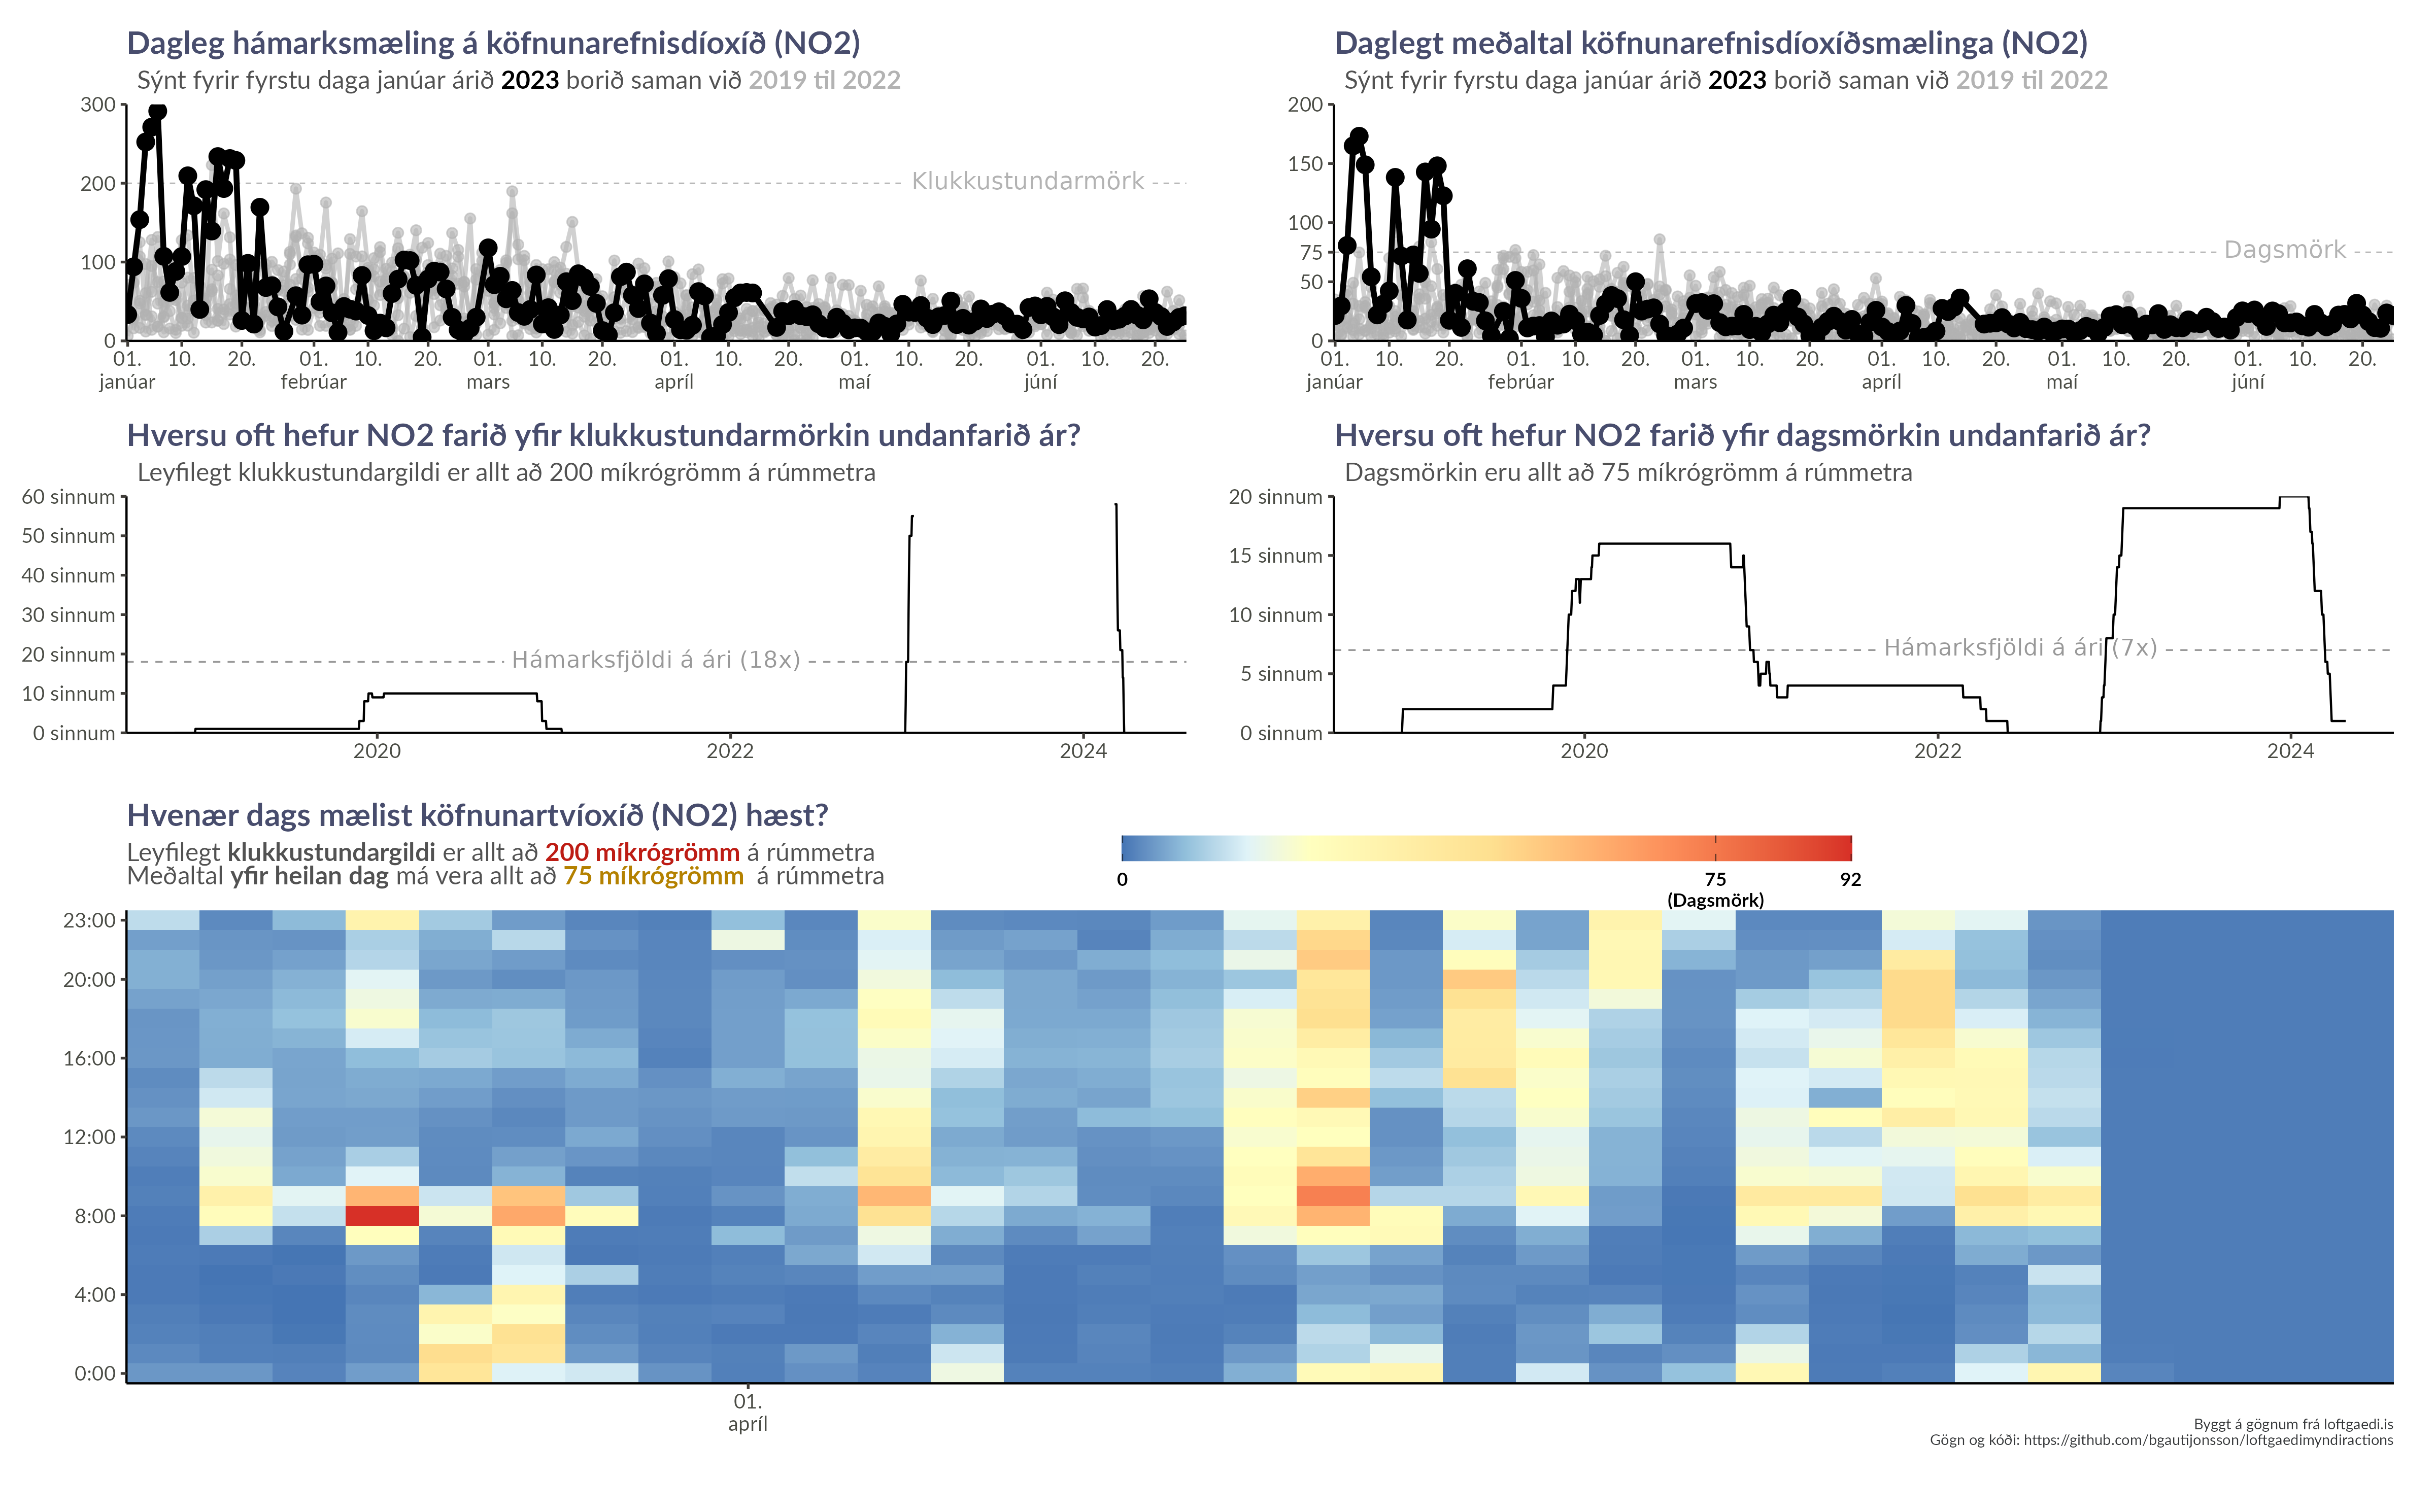 Dagleg hámarksmæling á köfnunarefnisdíoxíð (NO2)
Sýnt fyrir fyrstu daga janúar árið 2023 borið saman við 2019 til 2022
300
200
100
0
Klukkustundarmörk
01. 10. 20. 01. 10. 20. 01. 10. 20. 01. 10. 20. 01. 10. 20. 01. 10. 20.
janúar febrúar mars apríl maí júní
Daglegt meðaltal köfnunarefnisdíoxíðsmælinga (NO2)
Sýnt fyrir fyrstu daga janúar árið 2023 borið saman við 2019 til 2022
200
150
100
75
50
0
Dagsmörk
01. 10. 20. 01. 10. 20. 01. 10. 20. 01. 10. 20. 01. 10. 20. 01. 10. 20.
janúar febrúar mars apríl maí júní
Hversu oft hefur NO2 farið yfir klukkustundarmörkin undanfarið ár?
Leyfilegt klukkustundargildi er allt að 200 míkrógrömm á rúmmetra
60 sinnum
50 sinnum
40 sinnum
30 sinnum
20 sinnum
10 sinnum
0 sinnum
Hámarksfjöldi á ári (18x)
2020 2022 2024
Hversu oft hefur NO2 farið yfir dagsmörkin undanfarið ár?
Dagsmörkin eru allt að 75 míkrógrömm á rúmmetra
20 sinnum
15 sinnum
10 sinnum
5 sinnum
0 sinnum
Hámarksfjöldi á ári (7x)
2020 2022 2024
Hvenær dags mælist köfnunartvíoxíð (NO2) hæst?
Leyfilegt klukkustundargildi er allt að 200 míkrógrömm á rúmmetra
Meðaltal yfir heilan dag má vera allt að 75 míkrógrömm á rúmmetra
0 75 92
(Dagsmörk)
23:00
20:00
16:00
12:00
8:00
4:00
0:00
01.
apríl
Byggt á gögnum frá loftgaedi.is
Gögn og kóði: https://github.com/bgautijonsson/loftgaedimyndiractions